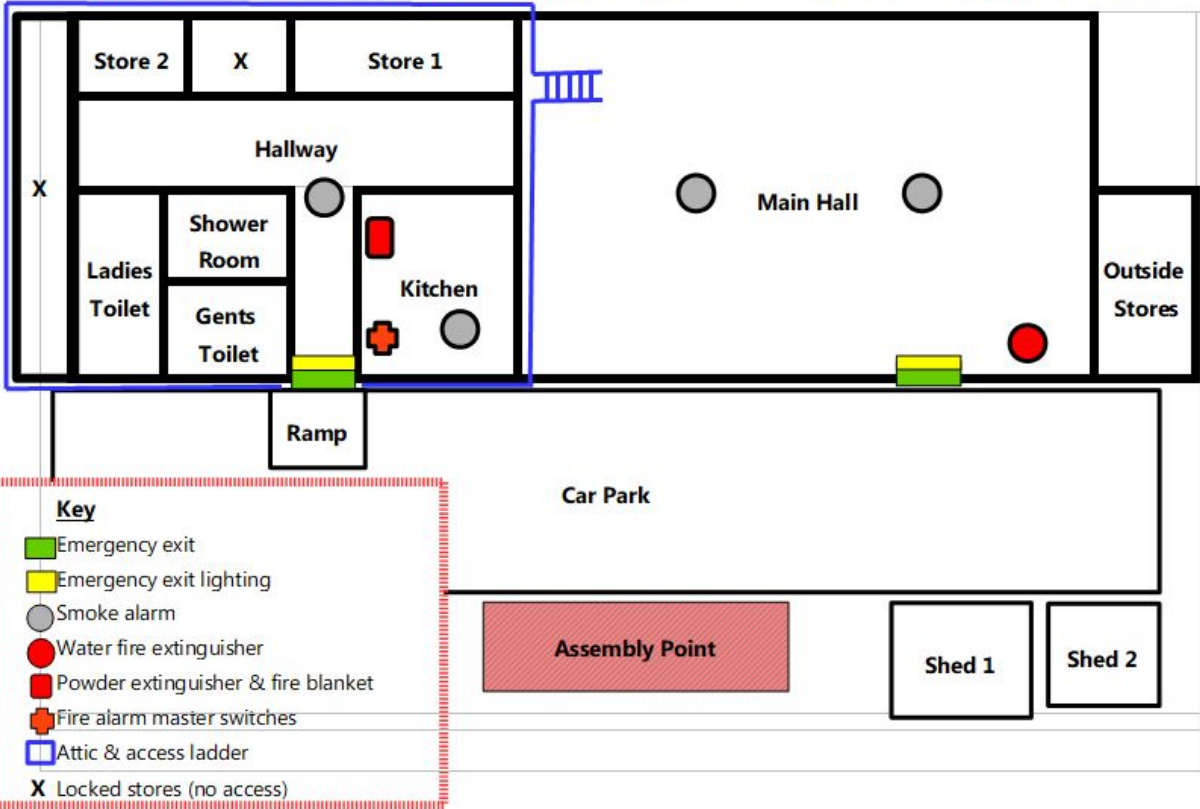 Store 2
X
Store 1
Hallway
X
Main Hall
Shower
Room
Ladies
Toilet
Gents
Toilet
Kitchen
Outside
Stores
Ramp
Car Park
Key
Emergency exit
Emergency exit lighting
Smoke alarm
Water fire extinguisher
Powder extinguisher & fire blanket
Fire alarm master switches
Attic & access ladder
X Locked stores (no access)
Assembly Point
Shed 1
Shed 2